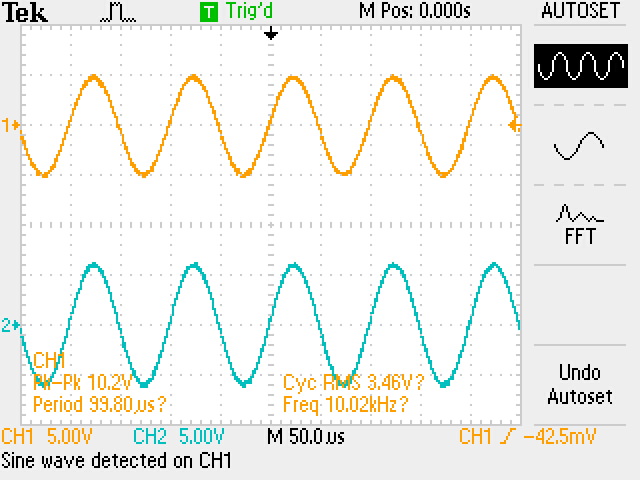 Tek T Trig'd M Pos: 0.000s AUTOSET
1
FFT
2
CH1
Pk-Pk 10.2V Cyc RMS 3.46V?
Period 99.80us? Freq 10.02kHz?
Undo
Autoset
CH1 5.00V CH2 5.00V M 50.0us CH1 -42.5mV
Sine wave detected on CH1